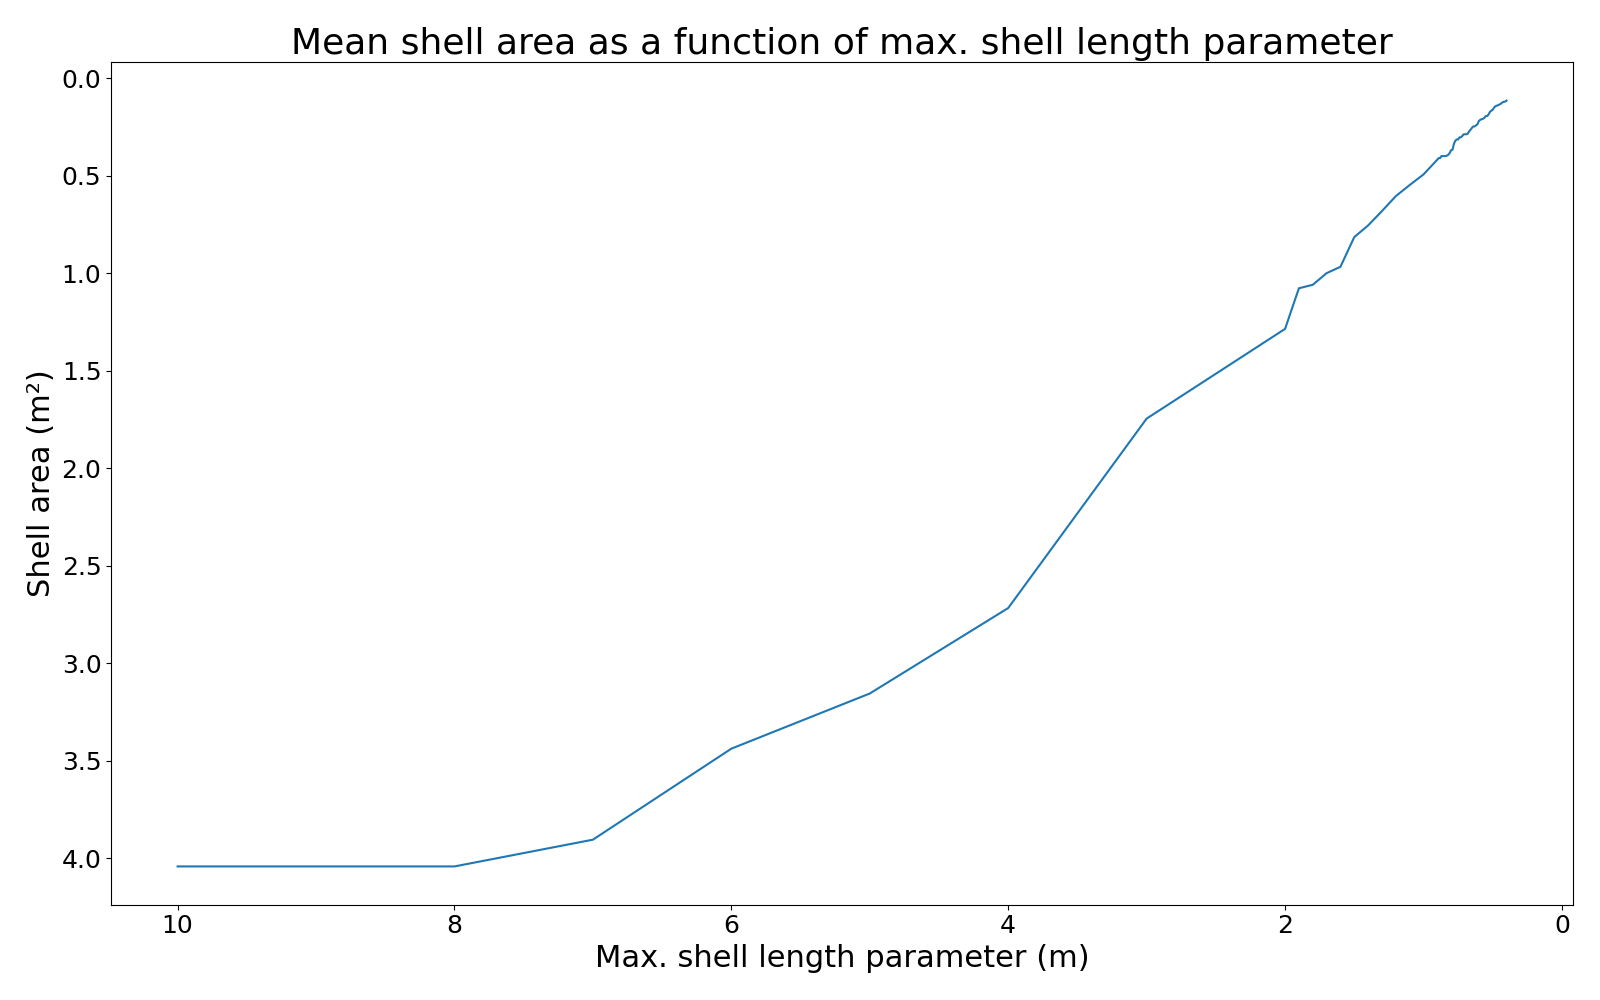 Mean shell area as a function of max. shell length parameter
0.0
0.5
1.0
1.5
2.0
2.5
3.0
3.5
4.0
Shell area (m²)
10 8 6 4 2 0
Max. shell length parameter (m)